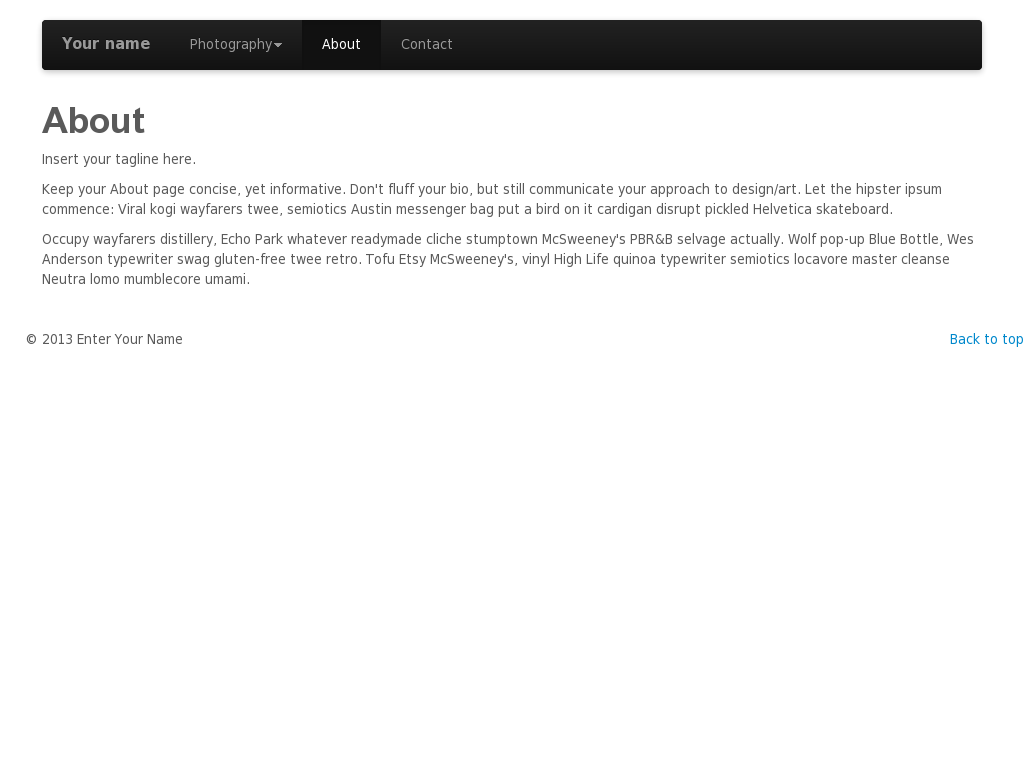 Your name Photography About Contact
About
Insert your tagline here.
Keep your About page concise, yet informative. Don't fluff your bio, but still communicate your approach to design/art. Let the hipster ipsum
commence: Viral kogi wayfarers twee, semiotics Austin messenger bag put a bird on it cardigan disrupt pickled Helvetica skateboard.
Occupy wayfarers distillery, Echo Park whatever readymade cliche stumptown McSweeney's PBR&B selvage actually. Wolf pop-up Blue Bottle, Wes
Anderson typewriter swag gluten-free twee retro. Tofu Etsy McSweeney's, vinyl High Life quinoa typewriter semiotics locavore master cleanse
Neutra lomo mumblecore umami.
© 2013 Enter Your Name Back to top